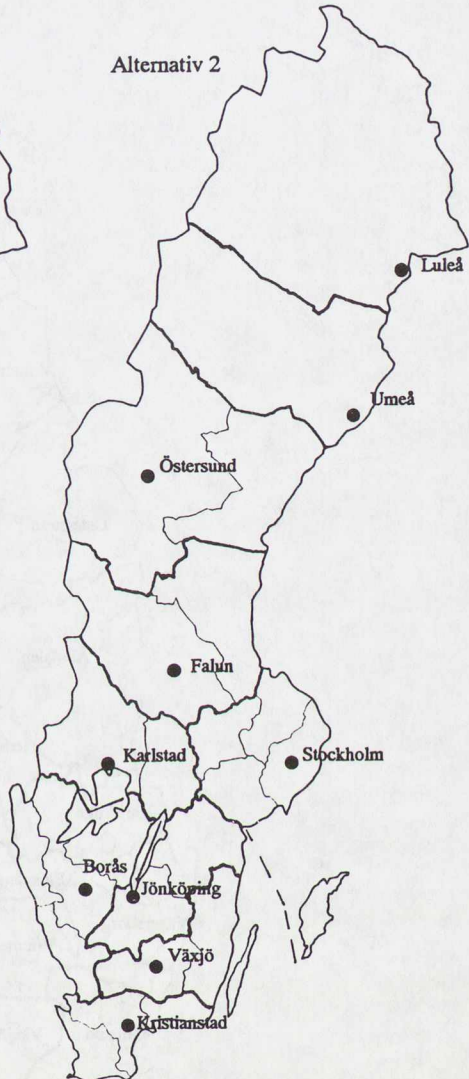 Alternativ 2
Luleå
Umeå
Östersund
Falun
Karlstad
Stockholm
Borås
Jönköping
Växjö
Kristianstad